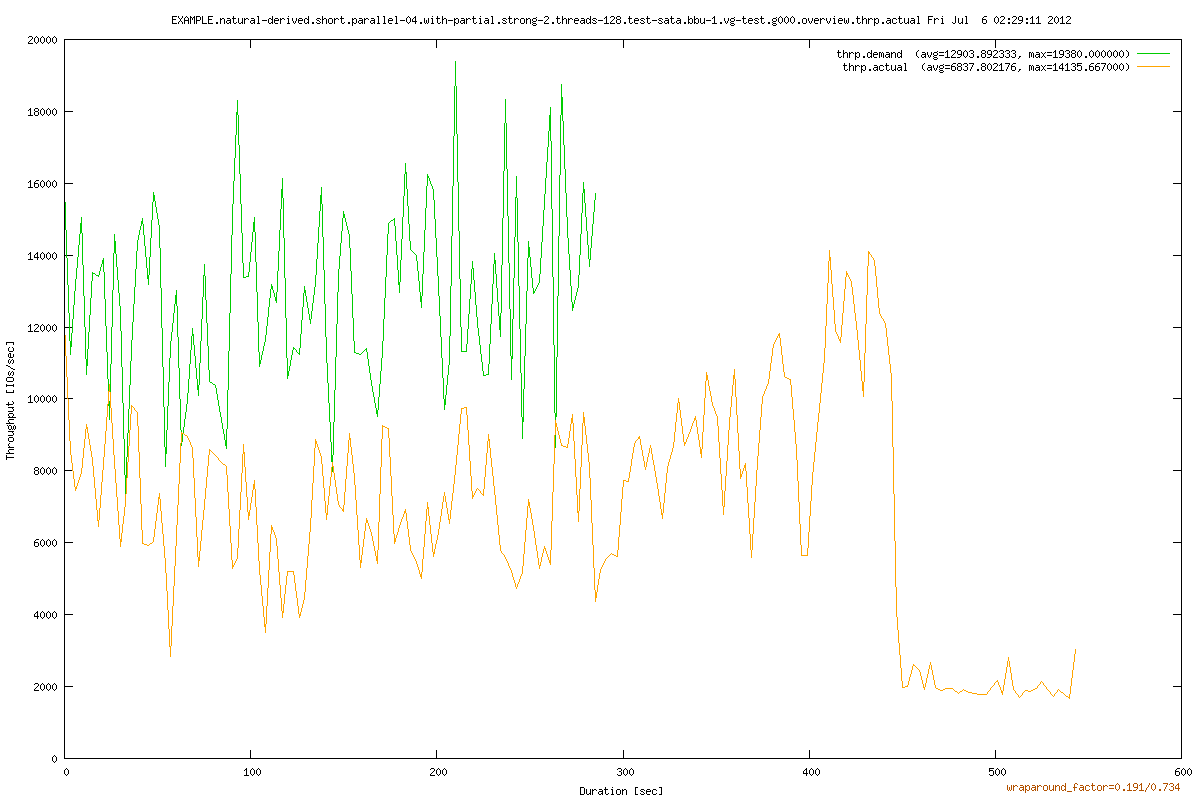 EXAMPLE.natural-derived.short.parallel-04.with-partial.strong-2.threads-128.test-sata.bbu-1.vg-test.g000.overview.thrp.actual Fri Jul  6 02:29:11 2012
thrp.demand  (avg=12903.892333, max=19380.000000)
thrp.actual  (avg=6837.802176, max=14135.667000)
20000
18000
16000
14000
12000
10000
8000
6000
4000
2000
0
Throughput [IOs/sec]
0 100 200 300 400 500 600
Duration [sec]
wraparound_factor=0.191/0.734